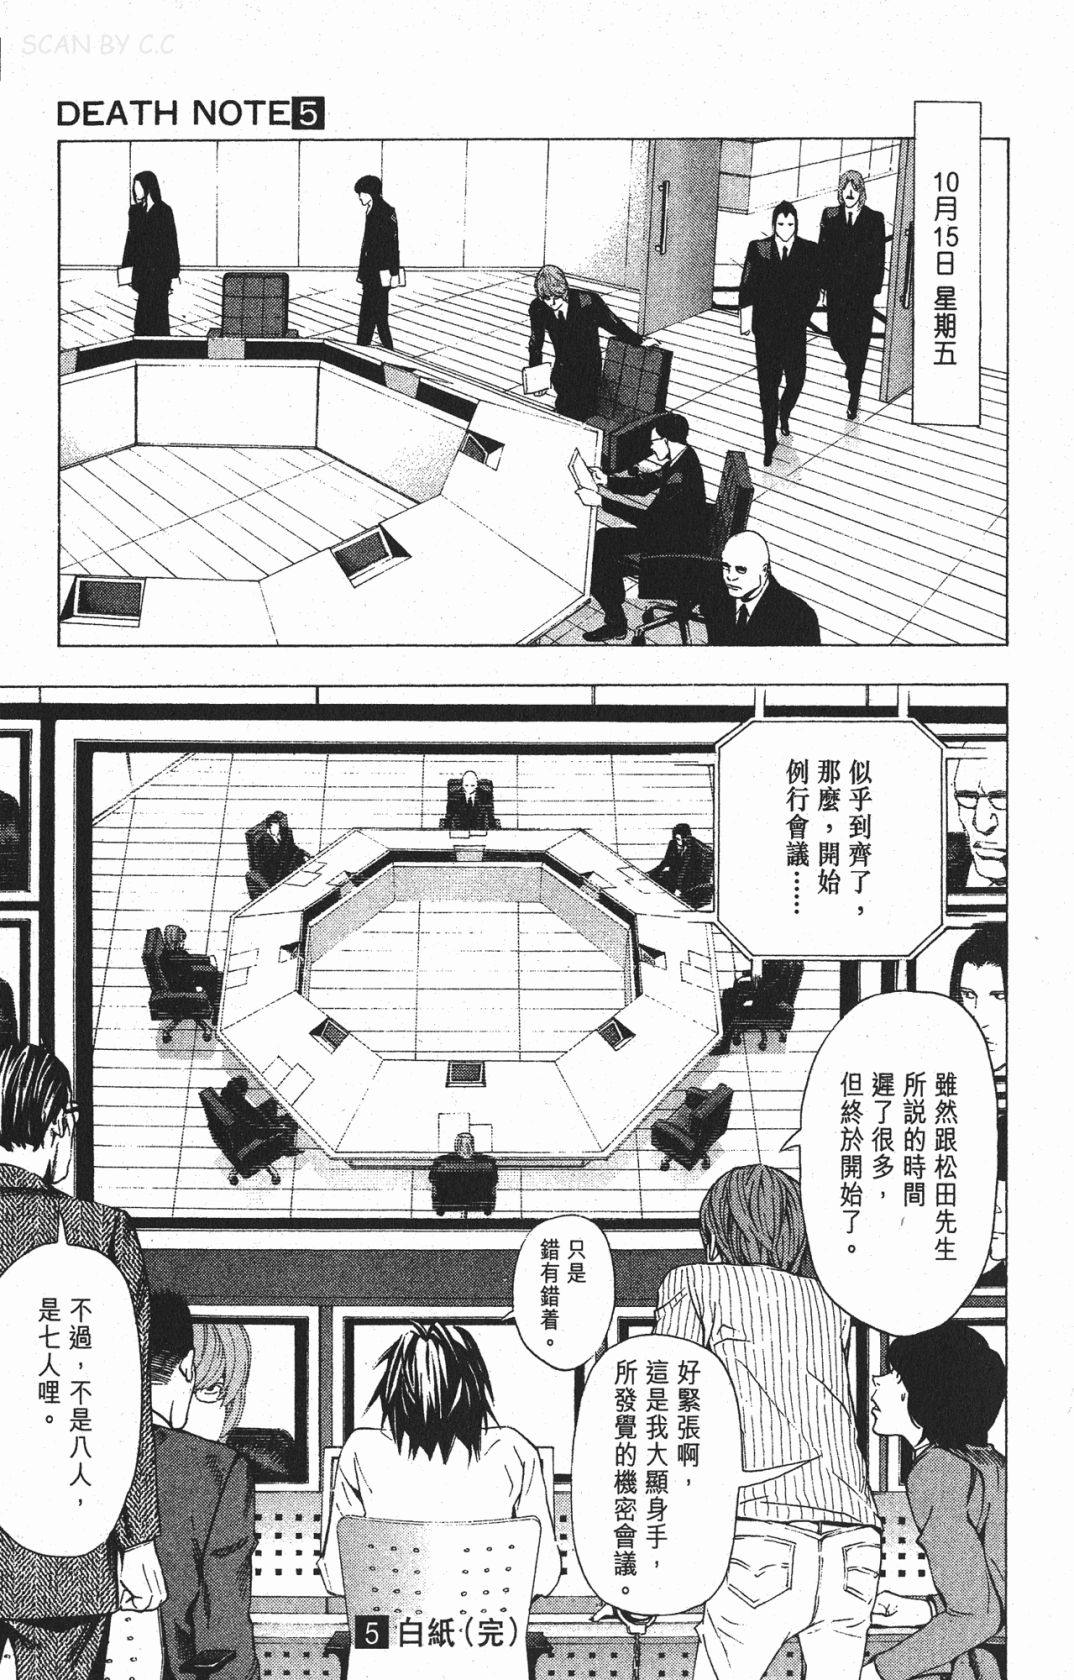 SCAN BY C.C
DEATH NOTE 5
10月15日 星期五
似乎到齊了，
那麼，開始
例行會議……
雖然跟松田先生
所說的時間
遲了很多，
但終於開始了。
只是
錯有錯着。
好緊張啊，
這是我大顯身手，
所發覺的機密會議。
不過，不是八人，
是七人哩。
5 白紙（完）